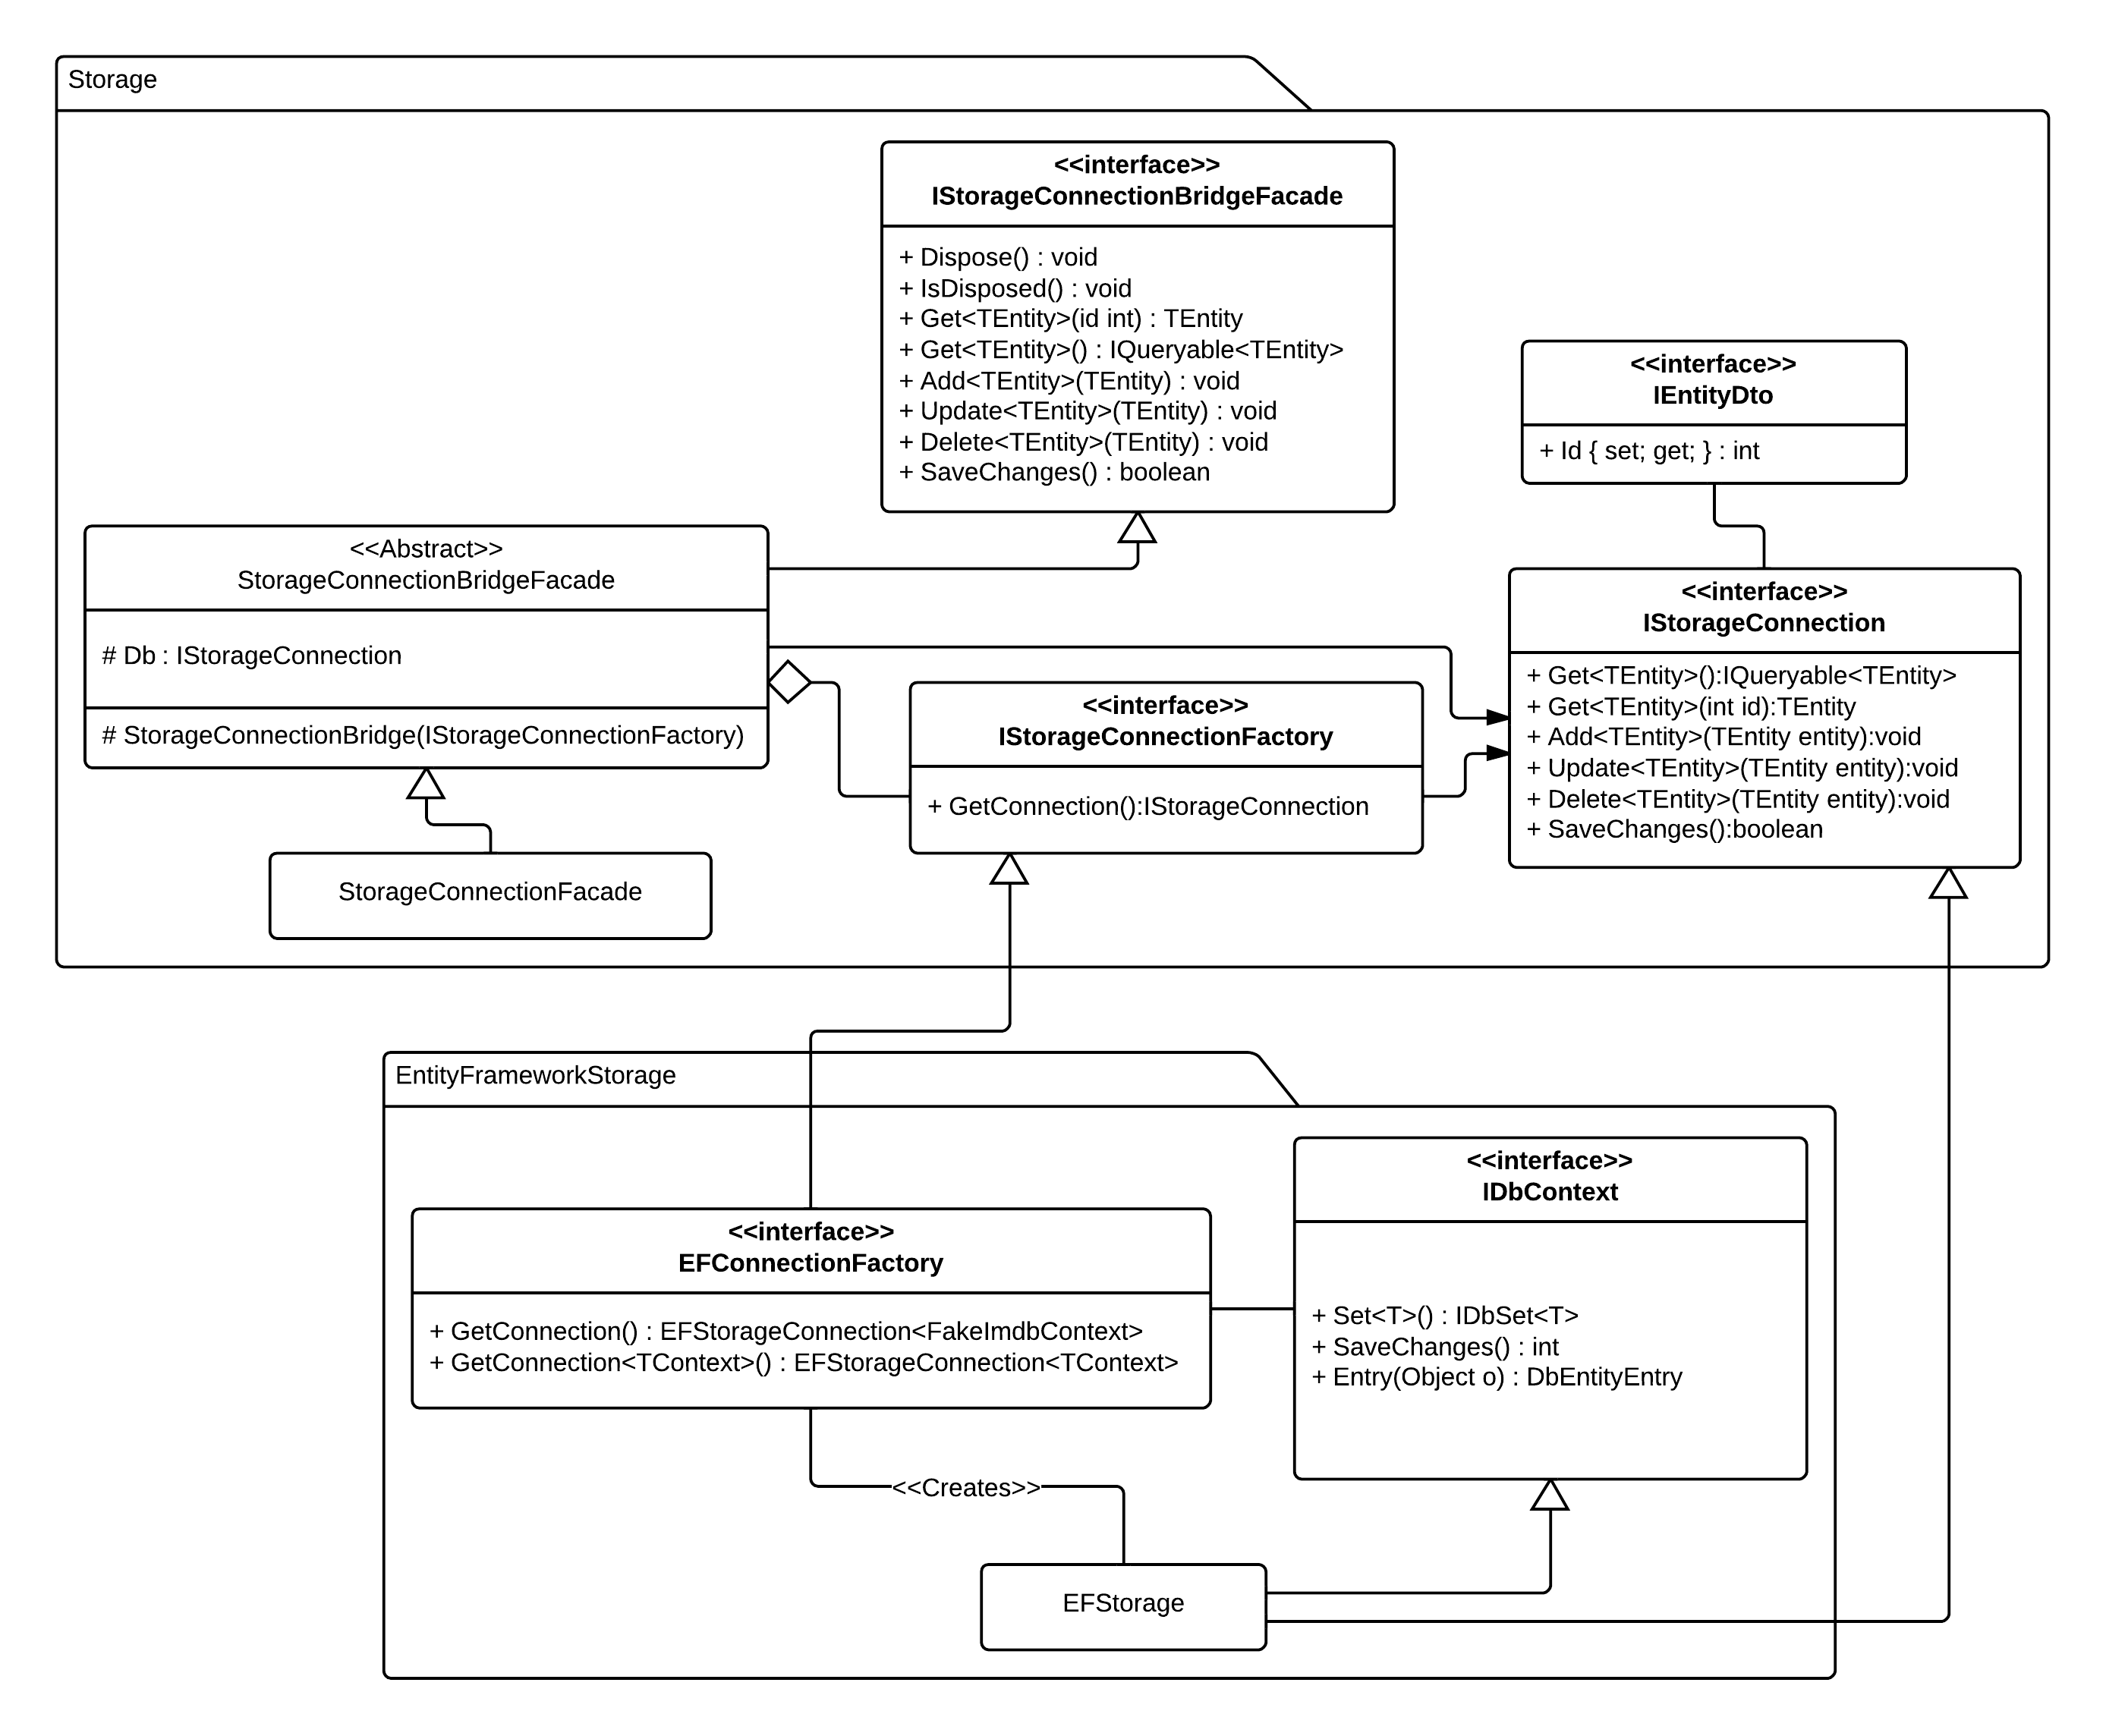 Storage
<<interface>>
IStorageConnectionBridgeFacade
+ Dispose() : void
+ IsDisposed() : void
+ Get<TEntity>(id int) : TEntity
+ Get<TEntity>() : IQueryable<TEntity>
+ Add<TEntity>(TEntity) : void
+ Update<TEntity>(TEntity) : void
+ Delete<TEntity>(TEntity) : void
+ SaveChanges() : boolean
<<interface>>
IEntityDto
+ Id { set; get; } : int
<<Abstract>>
StorageConnectionBridgeFacade
# Db : IStorageConnection
# StorageConnectionBridge(IStorageConnectionFactory)
<<interface>>
IStorageConnection
+ Get<TEntity>():IQueryable<TEntity>
+ Get<TEntity>(int id):TEntity
+ Add<TEntity>(TEntity entity):void
+ Update<TEntity>(TEntity entity):void
+ Delete<TEntity>(TEntity entity):void
+ SaveChanges():boolean
<<interface>>
IStorageConnectionFactory
+ GetConnection():IStorageConnection
StorageConnectionFacade
EntityFrameworkStorage
<<interface>>
IDbContext
+ Set<T>() : IDbSet<T>
+ SaveChanges() : int
+ Entry(Object o) : DbEntityEntry
<<interface>>
EFConnectionFactory
+ GetConnection() : EFStorageConnection<FakeImdbContext>
+ GetConnection<TContext>() : EFStorageConnection<TContext>
<<Creates>>
EFStorage